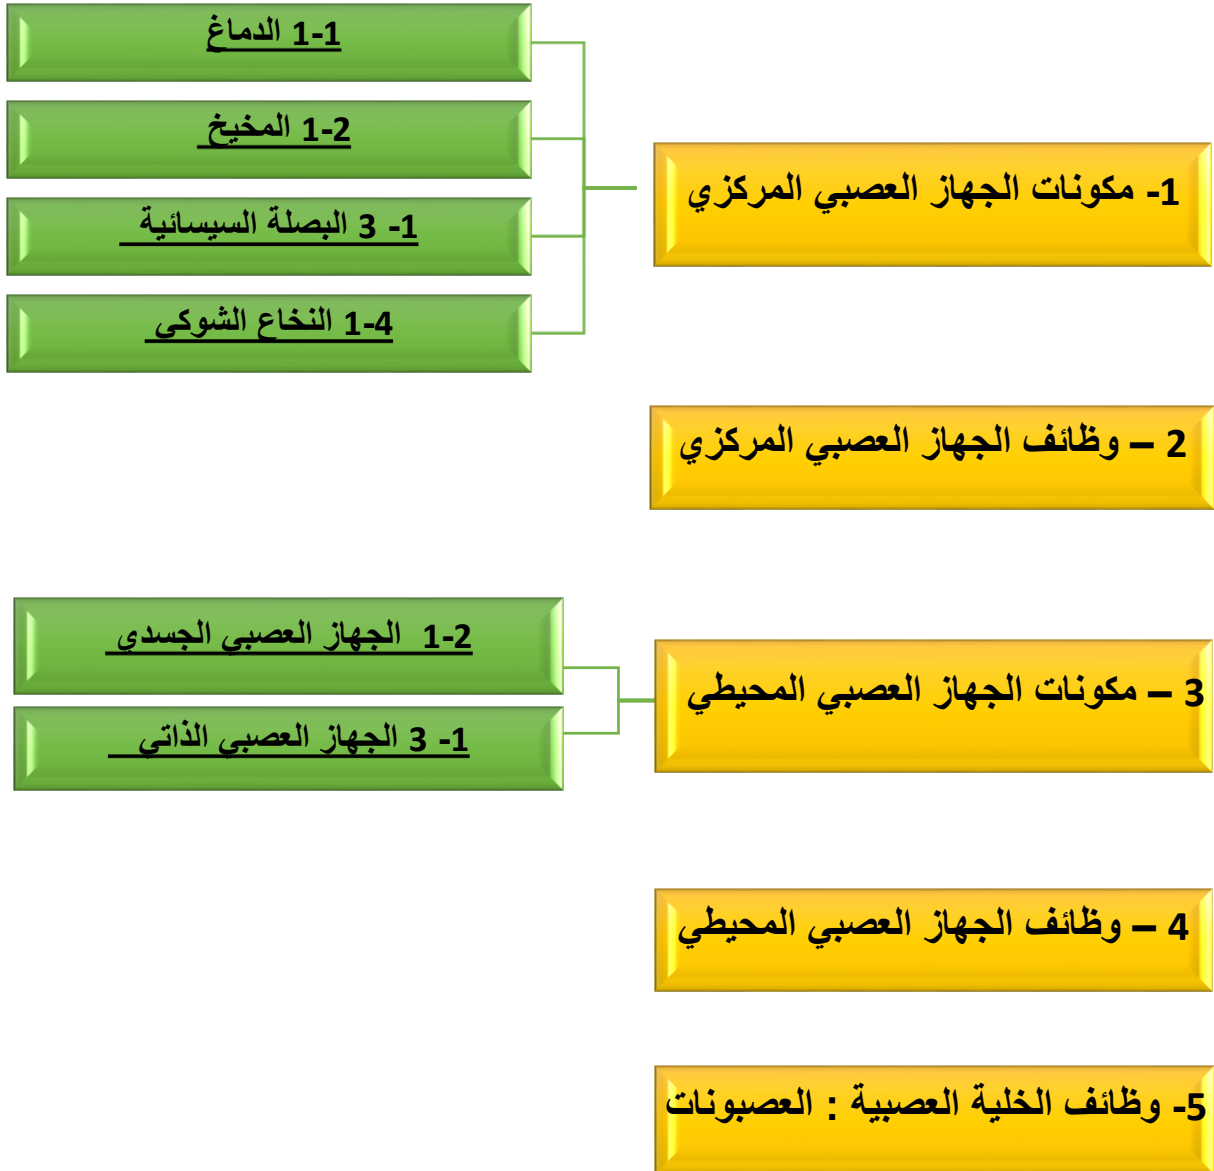 1- مكونات الجهاز العصبي المركزي
1-1 الدماغ
1-2 المخيخ
1- 3 البصلة السيسائية
1-4 النخاع الشوكي
2 – وظائف الجهاز العصبي المركزي
3 – مكونات الجهاز العصبي المحيطي
1-2 الجهاز العصبي الجسدي
1- 3 الجهاز العصبي الذاتي
4 – وظائف الجهاز العصبي المحيطي
5- وظائف الخلية العصبية : العصبونات